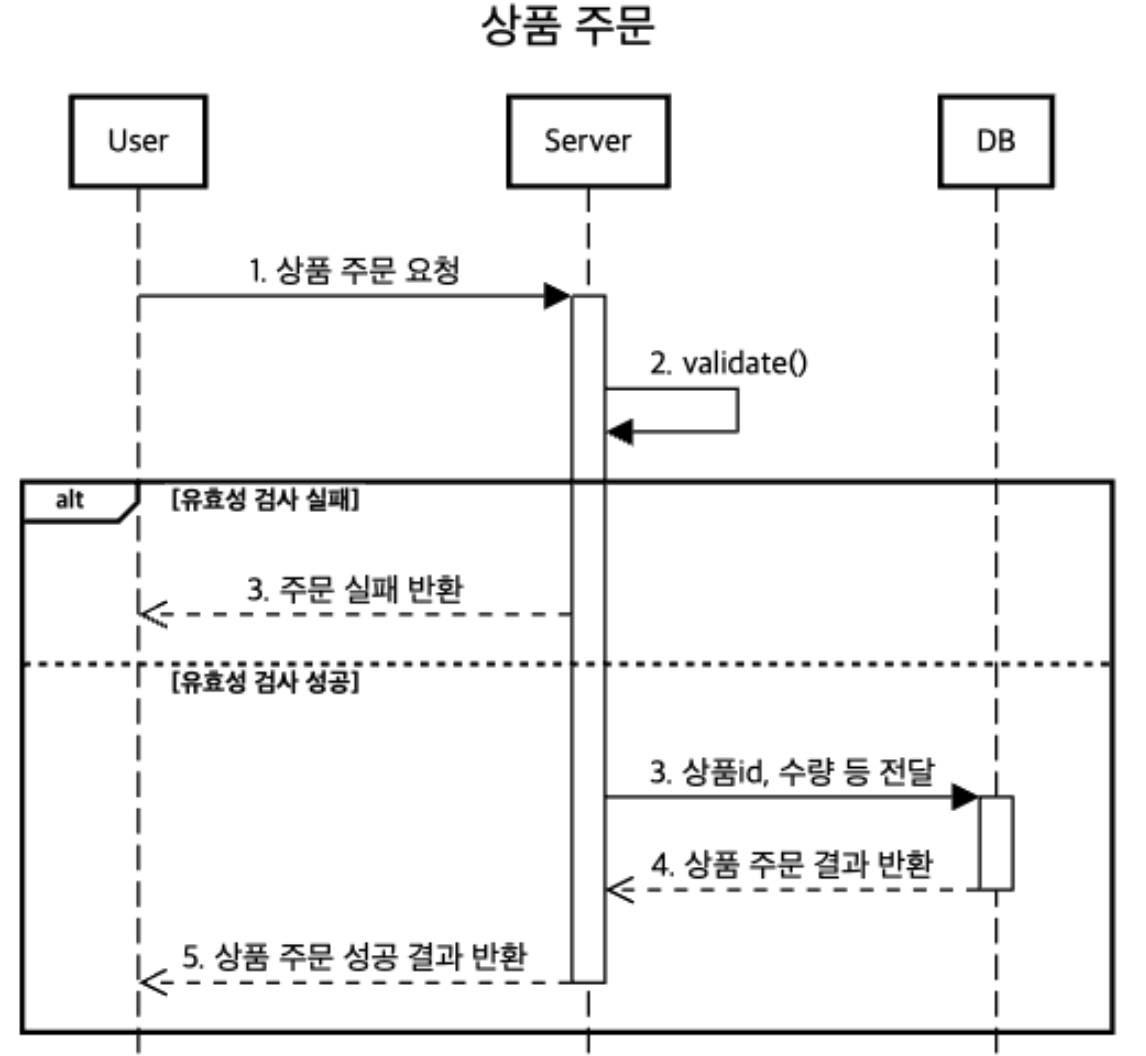 상품 주문
User
Server
DB
1. 상품 주문 요청
2. validate()
alt
[유효성 검사 실패]
3. 주문 실패 반환
[유효성 검사 성공]
3. 상품id, 수량 등 전달
4. 상품 주문 결과 반환
5. 상품 주문 성공 결과 반환